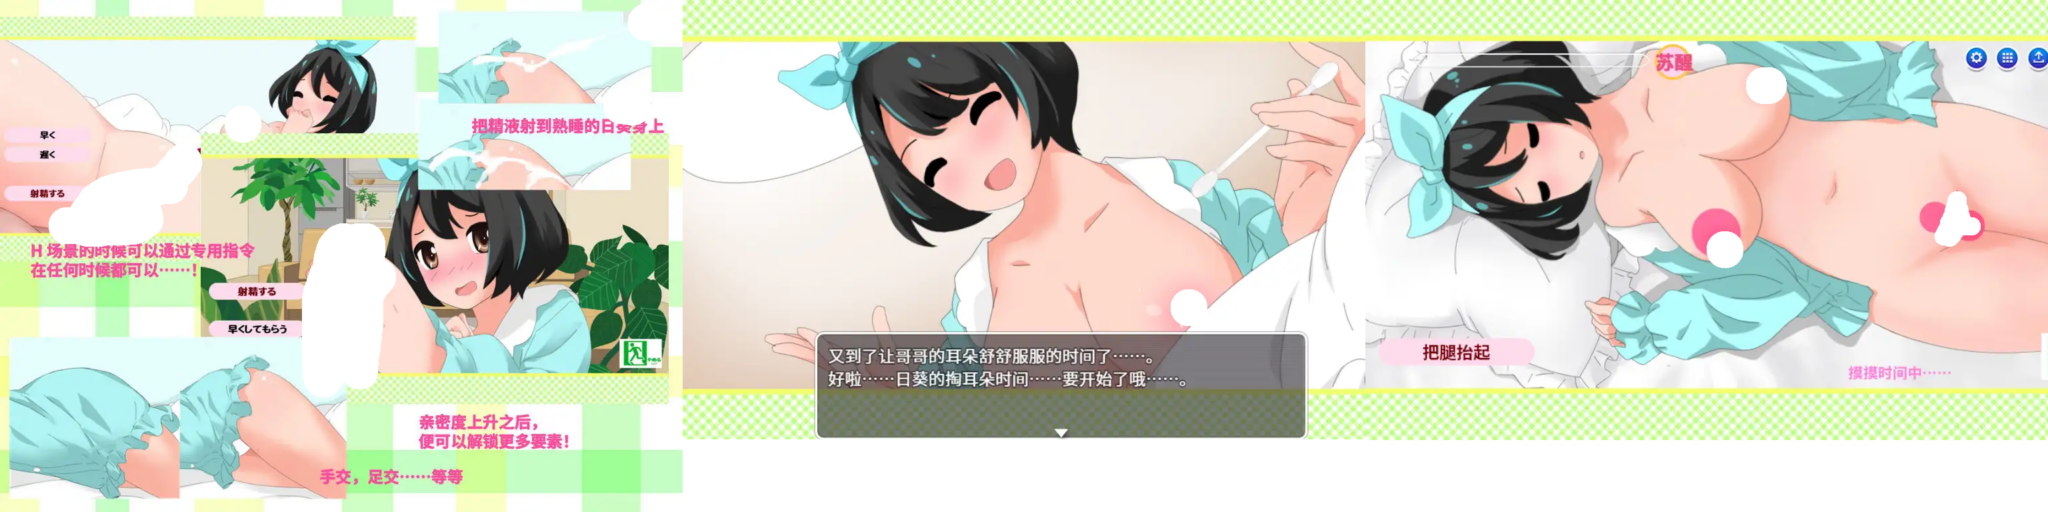 早く
遅く
射精する
H 场景的时候可以通过专用指令
在任何时候都可以……！
把精液射到熟睡的日葵身上
射精する
早くしてもらう
亲密度上升之后，
便可以解锁更多要素！
手交，足交……等等
又到了让哥哥的耳朵舒舒服服的时间了……。
好啦……日葵的掏耳朵时间……要开始了哦……。
苏醒
把腿抬起
摸摸时间中……